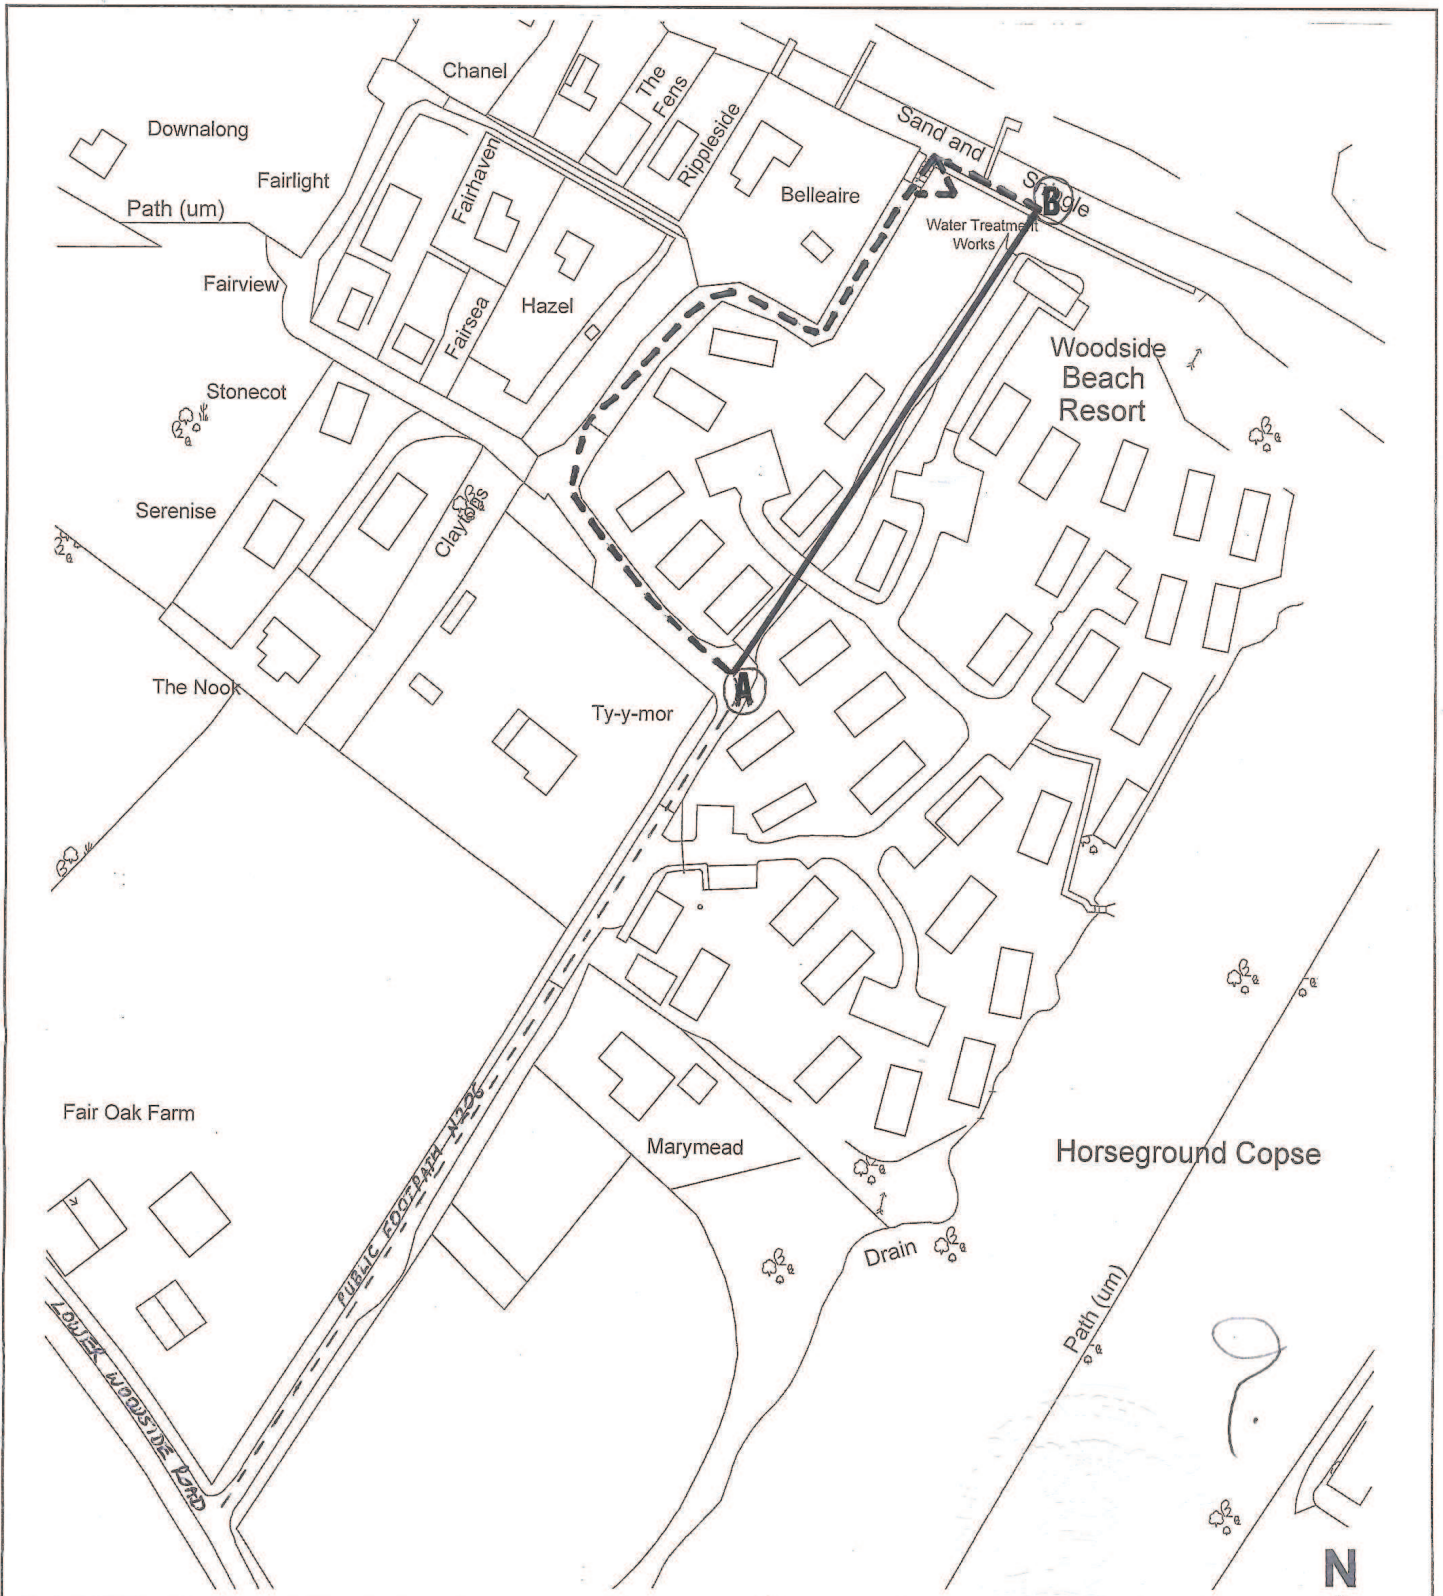 Chanel
The
Fens
Rippleside
Sand and
Shingle
Downalong
Fairlight
Fairhaven
Belleaire
B
Path (um)
Water Treatment
Works
Fairview
Fairsea
Hazel
Woodside
Beach
Resort
Stonecot
Serenise
Claytons
The Nook
A
Ty-y-mor
Fair Oak Farm
PUBLIC FOOTPATH N206
Marymead
Horseground Copse
Drain
Path (um)
LOWER WOODSIDE ROAD
N